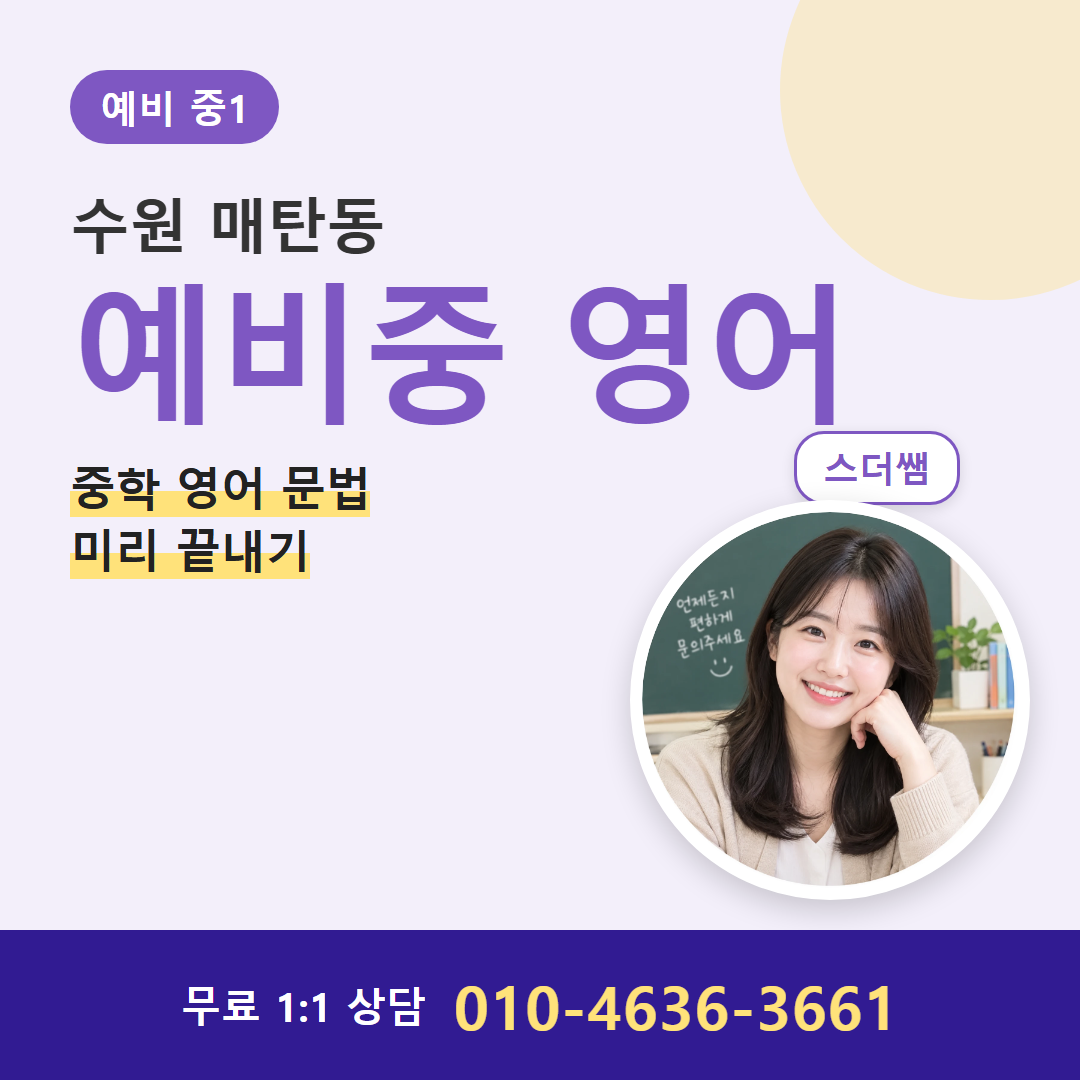 예비 중1
수원 매탄동
예비중 영어
중학 영어 문법
미리 끝내기
스더쌤
언제든지
편하게
문의주세요
무료 1:1 상담 010-4636-3661